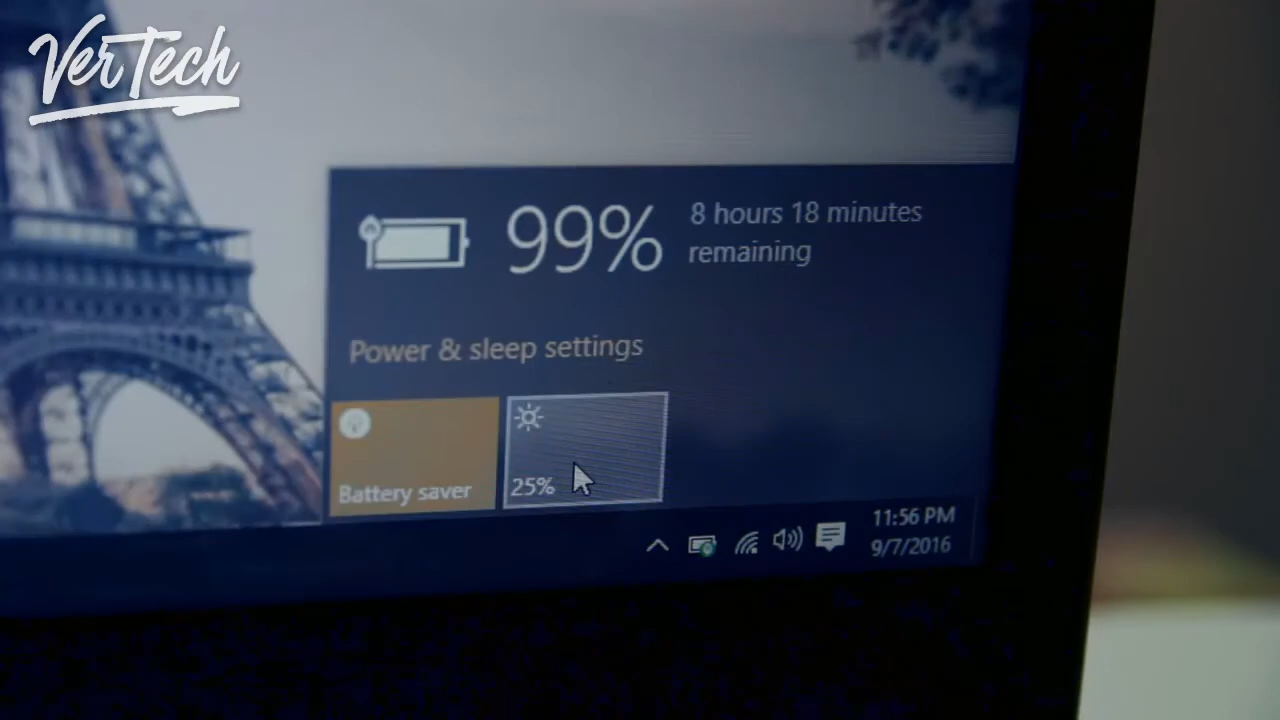 VerTech
99%
8 hours 18 minutes
remaining
Power & sleep settings
Battery saver
25%
11:56 PM
9/7/2016